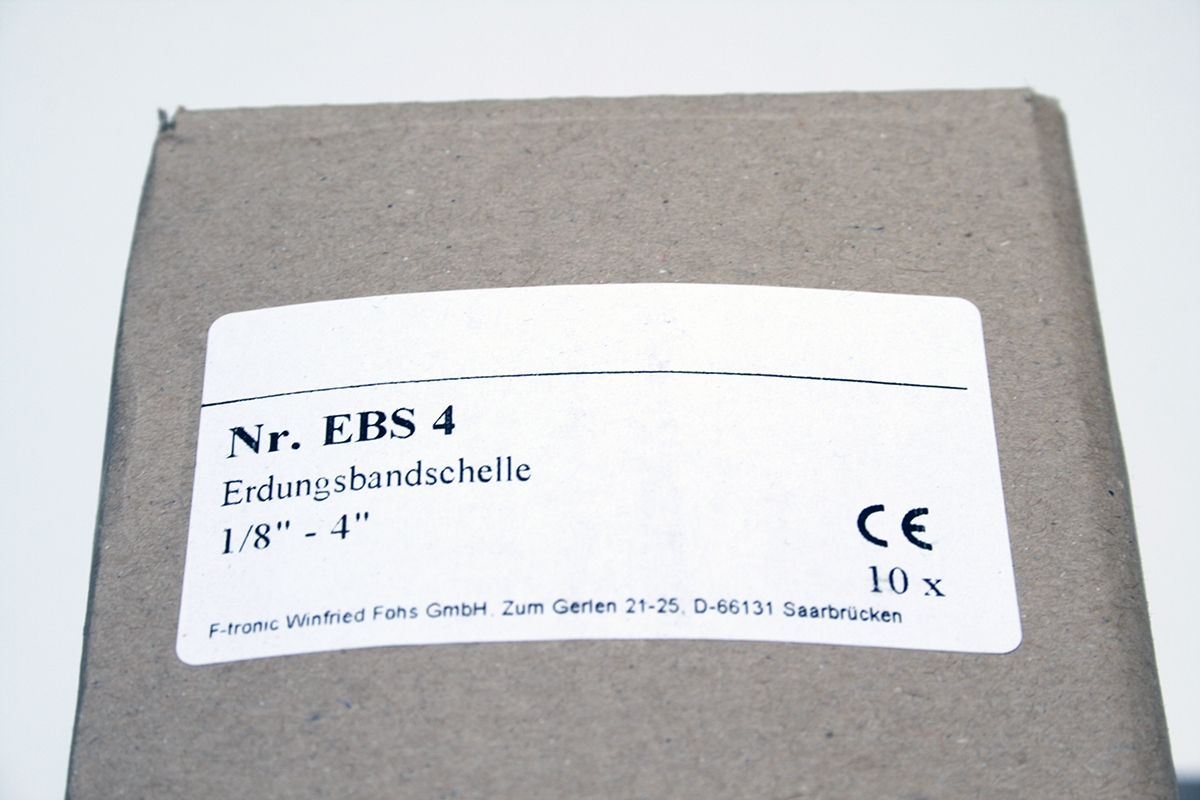 Nr. EBS 4
Erdungsbandschelle
1/8" - 4"
CE
10 x
F-tronic Winfried Fohs GmbH. Zum Gerlen 21-25, D-66131 Saarbrücken